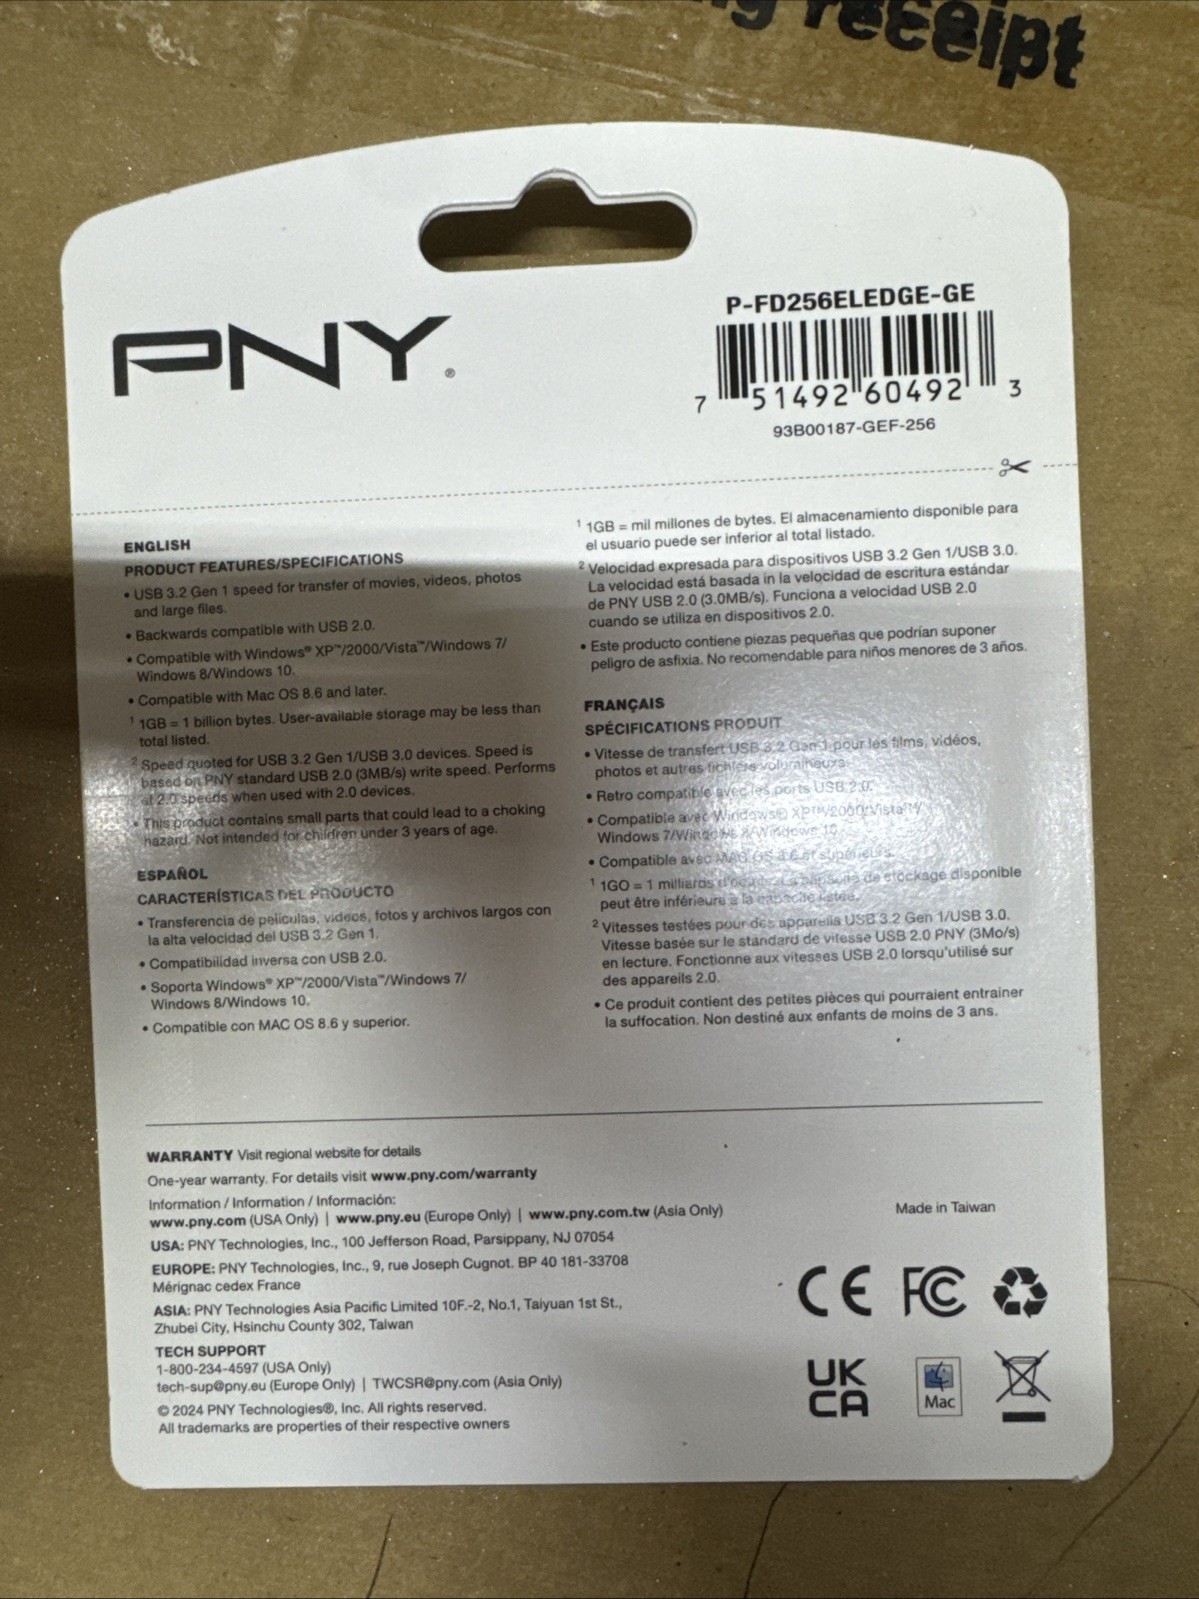 receipt
PNY®
P-FD256ELEDGE-GE
7 51492 60492 3
93B00187-GEF-256
ENGLISH
PRODUCT FEATURES/SPECIFICATIONS
• USB 3.2 Gen 1 speed for transfer of movies, videos, photos
and large files.
• Backwards compatible with USB 2.0.
• Compatible with Windows® XP™/2000/Vista™/Windows 7/
Windows 8/Windows 10.
• Compatible with Mac OS 8.6 and later.
¹ 1GB = 1 billion bytes. User-available storage may be less than
total listed.
² Speed quoted for USB 3.2 Gen 1/USB 3.0 devices. Speed is
based on PNY standard USB 2.0 (3MB/s) write speed. Performs
at 2.0 speeds when used with 2.0 devices.
• This product contains small parts that could lead to a choking
hazard. Not intended for children under 3 years of age.
ESPAÑOL
CARACTERÍSTICAS DEL PRODUCTO
• Transferencia de películas, videos, fotos y archivos largos con
la alta velocidad del USB 3.2 Gen 1.
• Compatibilidad inversa con USB 2.0.
• Soporta Windows® XP™/2000/Vista™/Windows 7/
Windows 8/Windows 10.
• Compatible con MAC OS 8.6 y superior.
¹ 1GB = mil millones de bytes. El almacenamiento disponible para
el usuario puede ser inferior al total listado.
² Velocidad expresada para dispositivos USB 3.2 Gen 1/USB 3.0.
La velocidad está basada in la velocidad de escritura estándar
de PNY USB 2.0 (3.0MB/s). Funciona a velocidad USB 2.0
cuando se utiliza en dispositivos 2.0.
• Este producto contiene piezas pequeñas que podrían suponer
peligro de asfixia. No recomendable para niños menores de 3 años.
FRANÇAIS
SPÉCIFICATIONS PRODUIT
• Vitesse de transfert USB 3.2 Gen 1 pour les films, vidéos,
photos et autres fichiers volumineux.
• Retro compatible avec les ports USB 2.0.
• Compatible avec Windows® XP™/2000/Vista™/
Windows 7/Windows 8/Windows 10.
• Compatible avec MAC OS 8.6 et supérieurs.
¹ 1GO = 1 milliards capacité de stockage disponible
peut être inférieure à la capacité listée.
² Vitesses testées pour des appareils USB 3.2 Gen 1/USB 3.0.
Vitesse basée sur le standard de vitesse USB 2.0 PNY (3Mo/s)
en lecture. Fonctionne aux vitesses USB 2.0 lorsqu'utilisé sur
des appareils 2.0.
• Ce produit contient des petites pièces qui pourraient entrainer
la suffocation. Non destiné aux enfants de moins de 3 ans.
WARRANTY Visit regional website for details
One-year warranty. For details visit www.pny.com/warranty
Information / Information / Información:
www.pny.com (USA Only) | www.pny.eu (Europe Only) | www.pny.com.tw (Asia Only)
USA: PNY Technologies, Inc., 100 Jefferson Road, Parsippany, NJ 07054
EUROPE: PNY Technologies, Inc., 9, rue Joseph Cugnot. BP 40 181-33708
Mérignac cedex France
ASIA: PNY Technologies Asia Pacific Limited 10F.-2, No.1, Taiyuan 1st St.,
Zhubei City, Hsinchu County 302, Taiwan
TECH SUPPORT
1-800-234-4597 (USA Only)
tech-sup@pny.eu (Europe Only) | TWCSR@pny.com (Asia Only)
© 2024 PNY Technologies®, Inc. All rights reserved.
All trademarks are properties of their respective owners
Made in Taiwan
CE FC
UK
CA
Mac